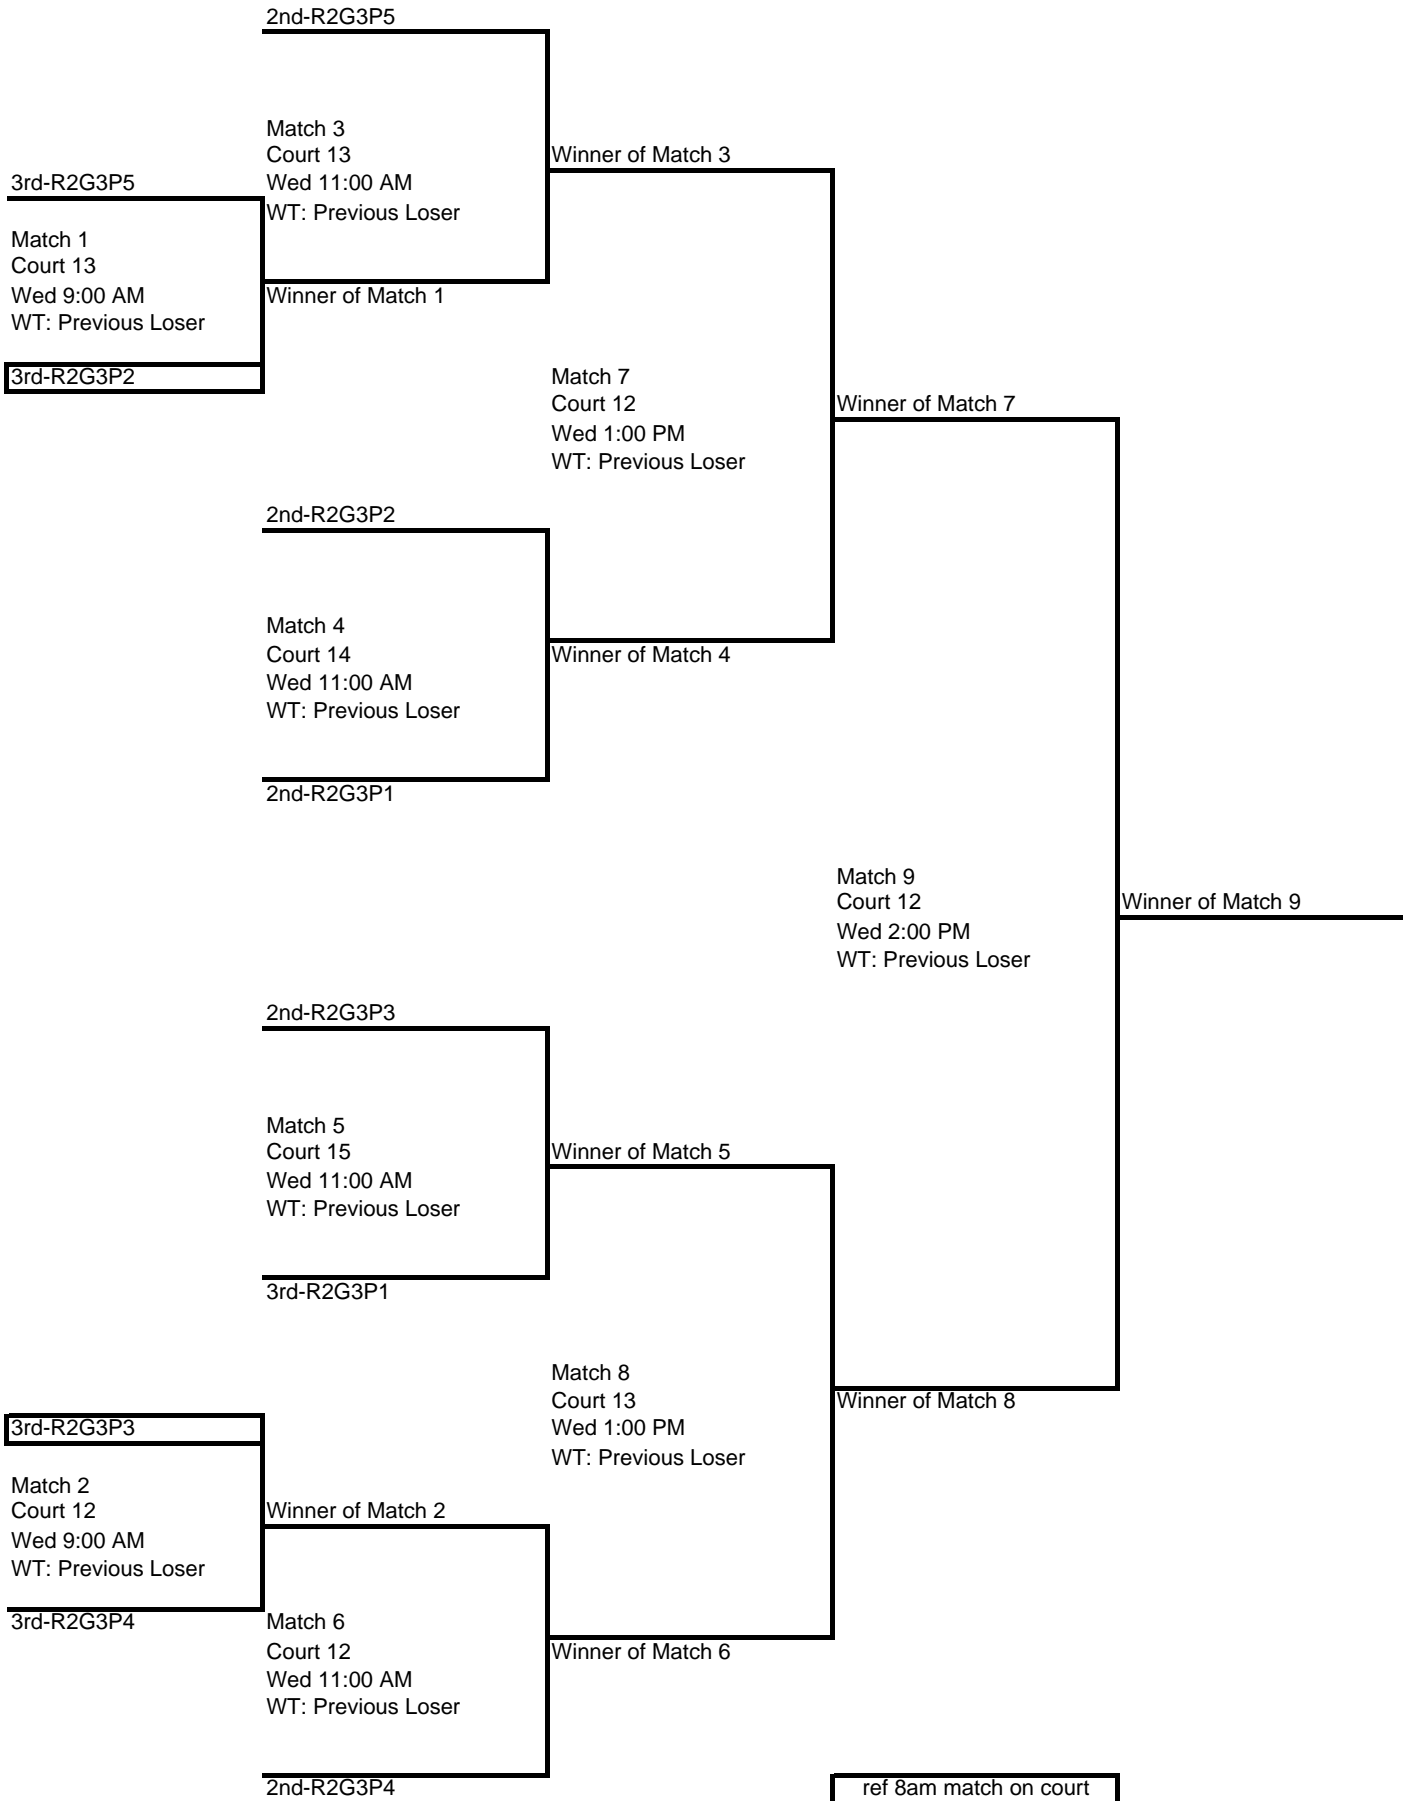 2nd-R2G3P5
Match 3
Court 13
Wed 11:00 AM
WT: Previous Loser
Winner of Match 3
3rd-R2G3P5
Match 1
Court 13
Wed 9:00 AM
WT: Previous Loser
Winner of Match 1
3rd-R2G3P2
Match 7
Court 12
Wed 1:00 PM
WT: Previous Loser
Winner of Match 7
2nd-R2G3P2
Match 4
Court 14
Wed 11:00 AM
WT: Previous Loser
Winner of Match 4
2nd-R2G3P1
Match 9
Court 12
Wed 2:00 PM
WT: Previous Loser
Winner of Match 9
2nd-R2G3P3
Match 5
Court 15
Wed 11:00 AM
WT: Previous Loser
Winner of Match 5
3rd-R2G3P1
Match 8
Court 13
Wed 1:00 PM
WT: Previous Loser
Winner of Match 8
3rd-R2G3P3
Match 2
Court 12
Wed 9:00 AM
WT: Previous Loser
Winner of Match 2
3rd-R2G3P4
Match 6
Court 12
Wed 11:00 AM
WT: Previous Loser
Winner of Match 6
2nd-R2G3P4
ref 8am match on court